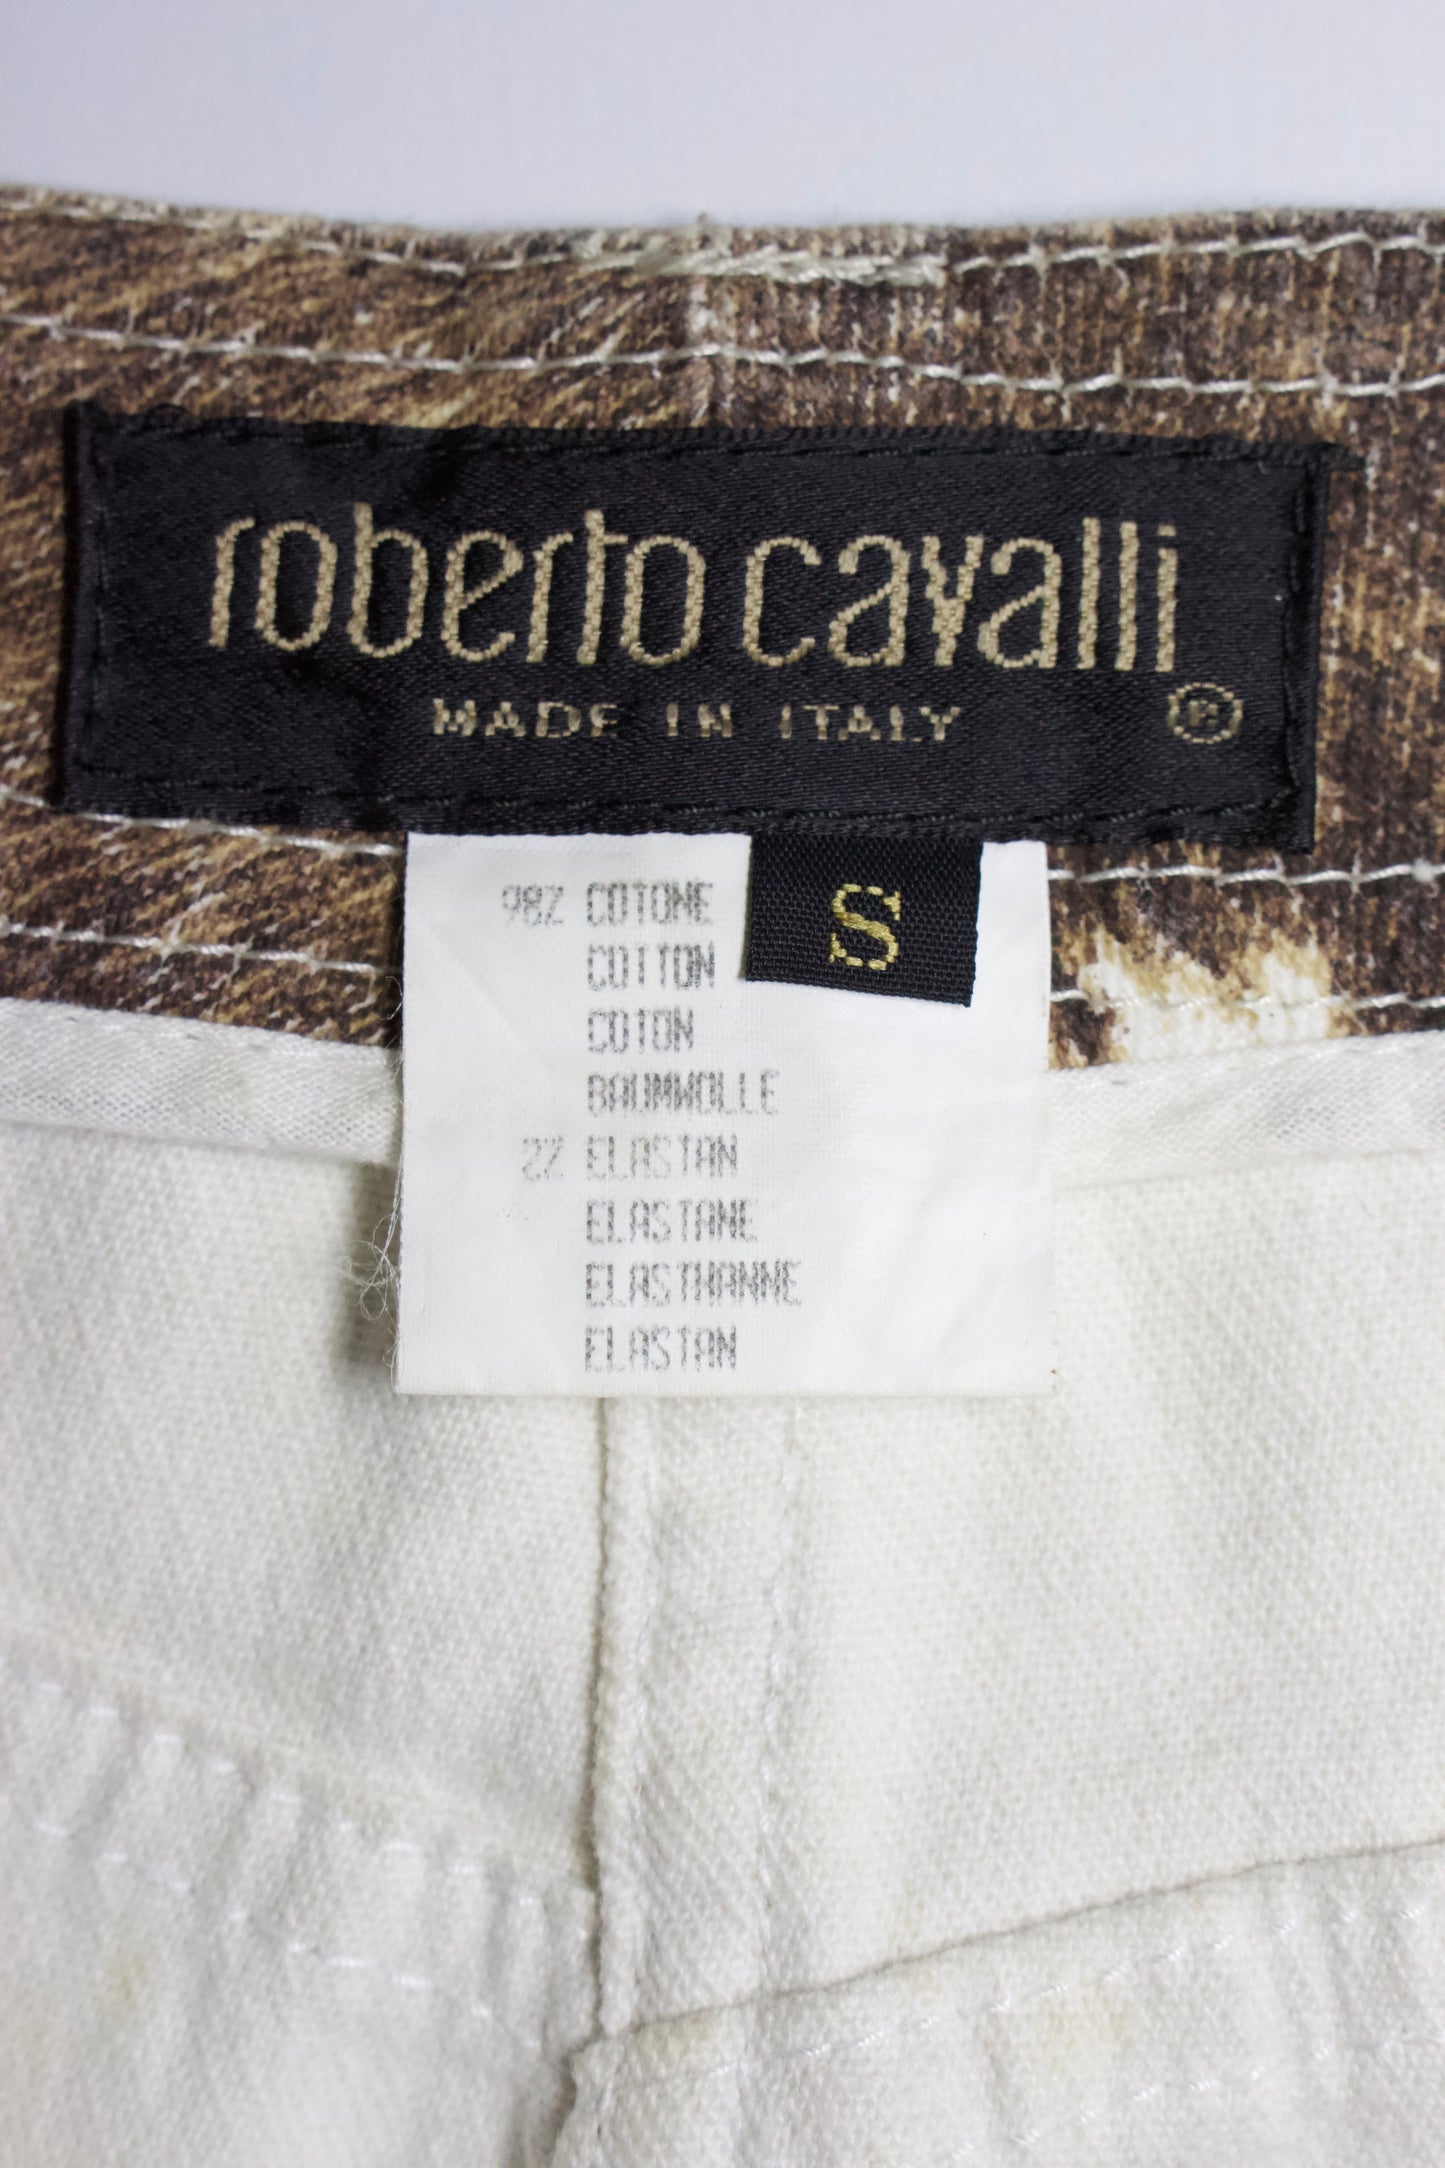 roberto cavalli
MADE IN ITALY ®
S
98% COTONE
COTTON
COTON
BAUMWOLLE
2% ELASTAN
ELASTANE
ELASTHANNE
ELASTAN